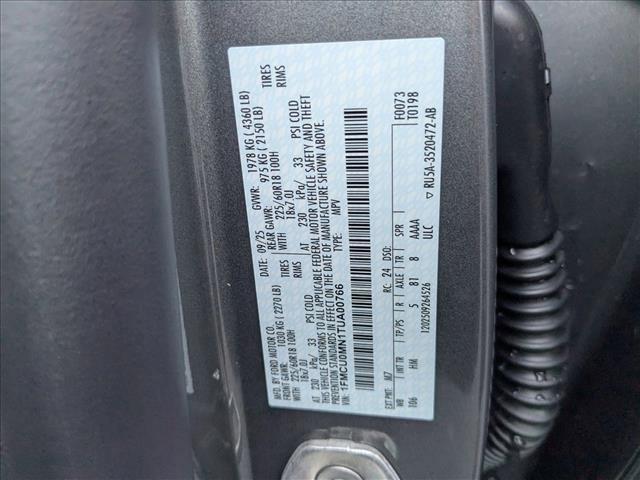 MFD. BY FORD MOTOR CO.
DATE: 09/25
GVWR: 1978 KG ( 4360 LB)
FRONT GAWR: 1030 KG ( 2270 LB)
REAR GAWR: 975 KG ( 2150 LB)
WITH 225/60R18 100H TIRES
18x7.0J RIMS
AT 230 kPa/ 33 PSI COLD
WITH 225/60R18 100H TIRES
18x7.0J RIMS
AT 230 kPa/ 33 PSI COLD
THIS VEHICLE CONFORMS TO ALL APPLICABLE FEDERAL MOTOR VEHICLE SAFETY AND THEFT
PREVENTION STANDARDS IN EFFECT ON THE DATE OF MANUFACTURE SHOWN ABOVE.
VIN: 1FMCU0MN1TUA00766
TYPE: MPV
F0073
T0198
EXT PNT: M7 RC: 24 DSO:
WB INT TR TP/PS R AXLE TR SPR
106 HM 5 81 8 AAAA
ULC
RU5A-3520472-AB
1202509264526